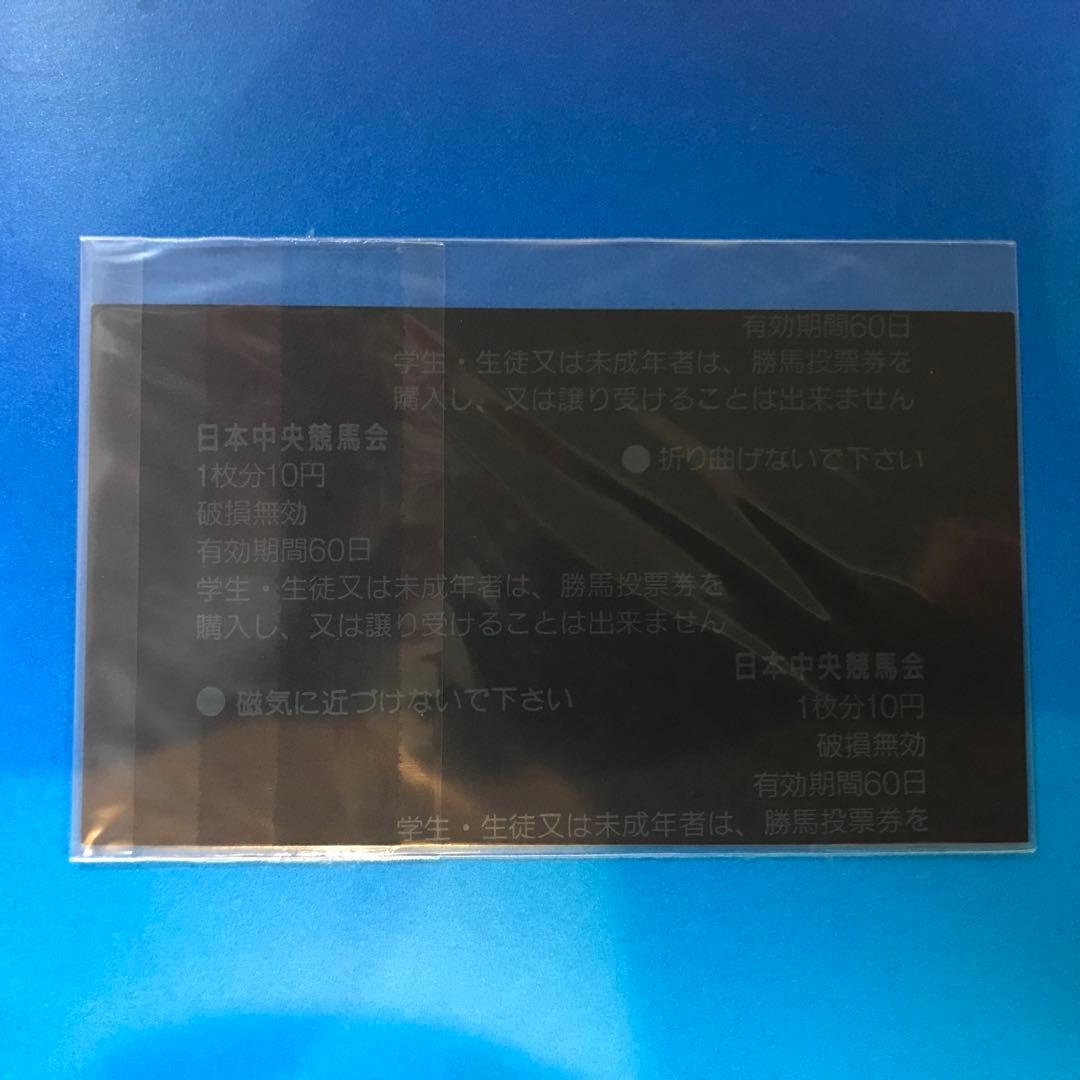 有効期間60日
学生・生徒又は未成年者は、勝馬投票券を
購入し、又は譲り受けることは出来ません
●折り曲げないで下さい
日本中央競馬会
1枚分10円
破損無効
有効期間60日
学生・生徒又は未成年者は、勝馬投票券を
購入し、又は譲り受けることは出来ません
●磁気に近づけないで下さい
日本中央競馬会
1枚分10円
破損無効
有効期間60日
学生・生徒又は未成年者は、勝馬投票券を